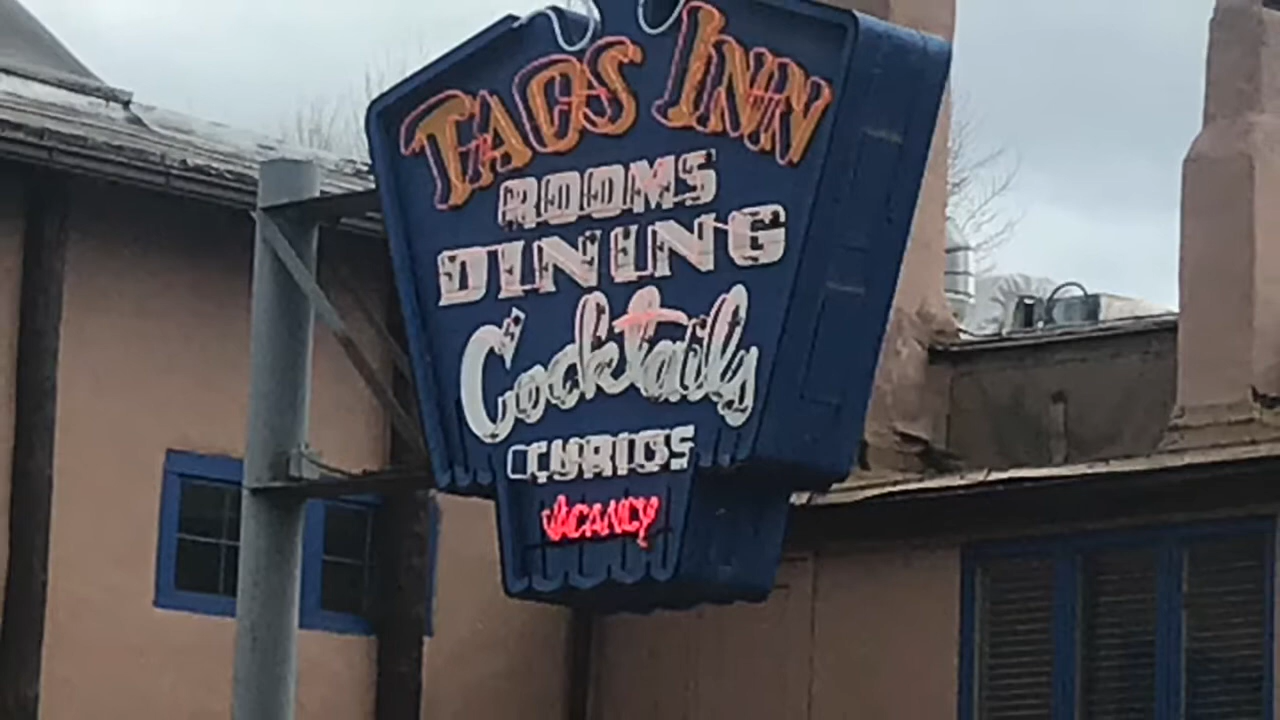 TAOS INN
ROOMS
DINING
Cocktails
CURIOS
VACANCY